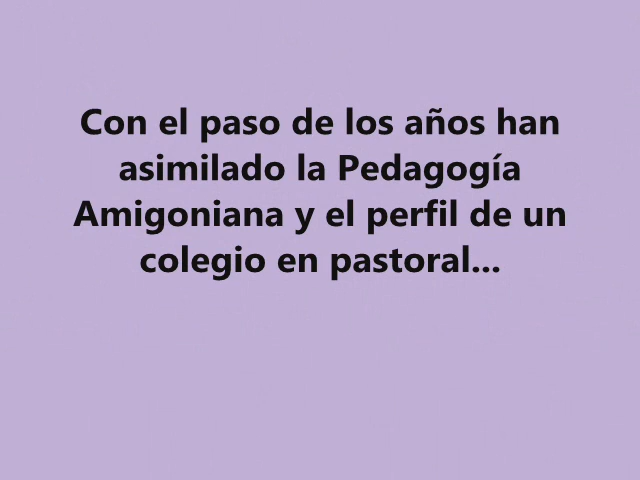 Con el paso de los años han
asimilado la Pedagogía
Amigoniana y el perfil de un
colegio en pastoral...